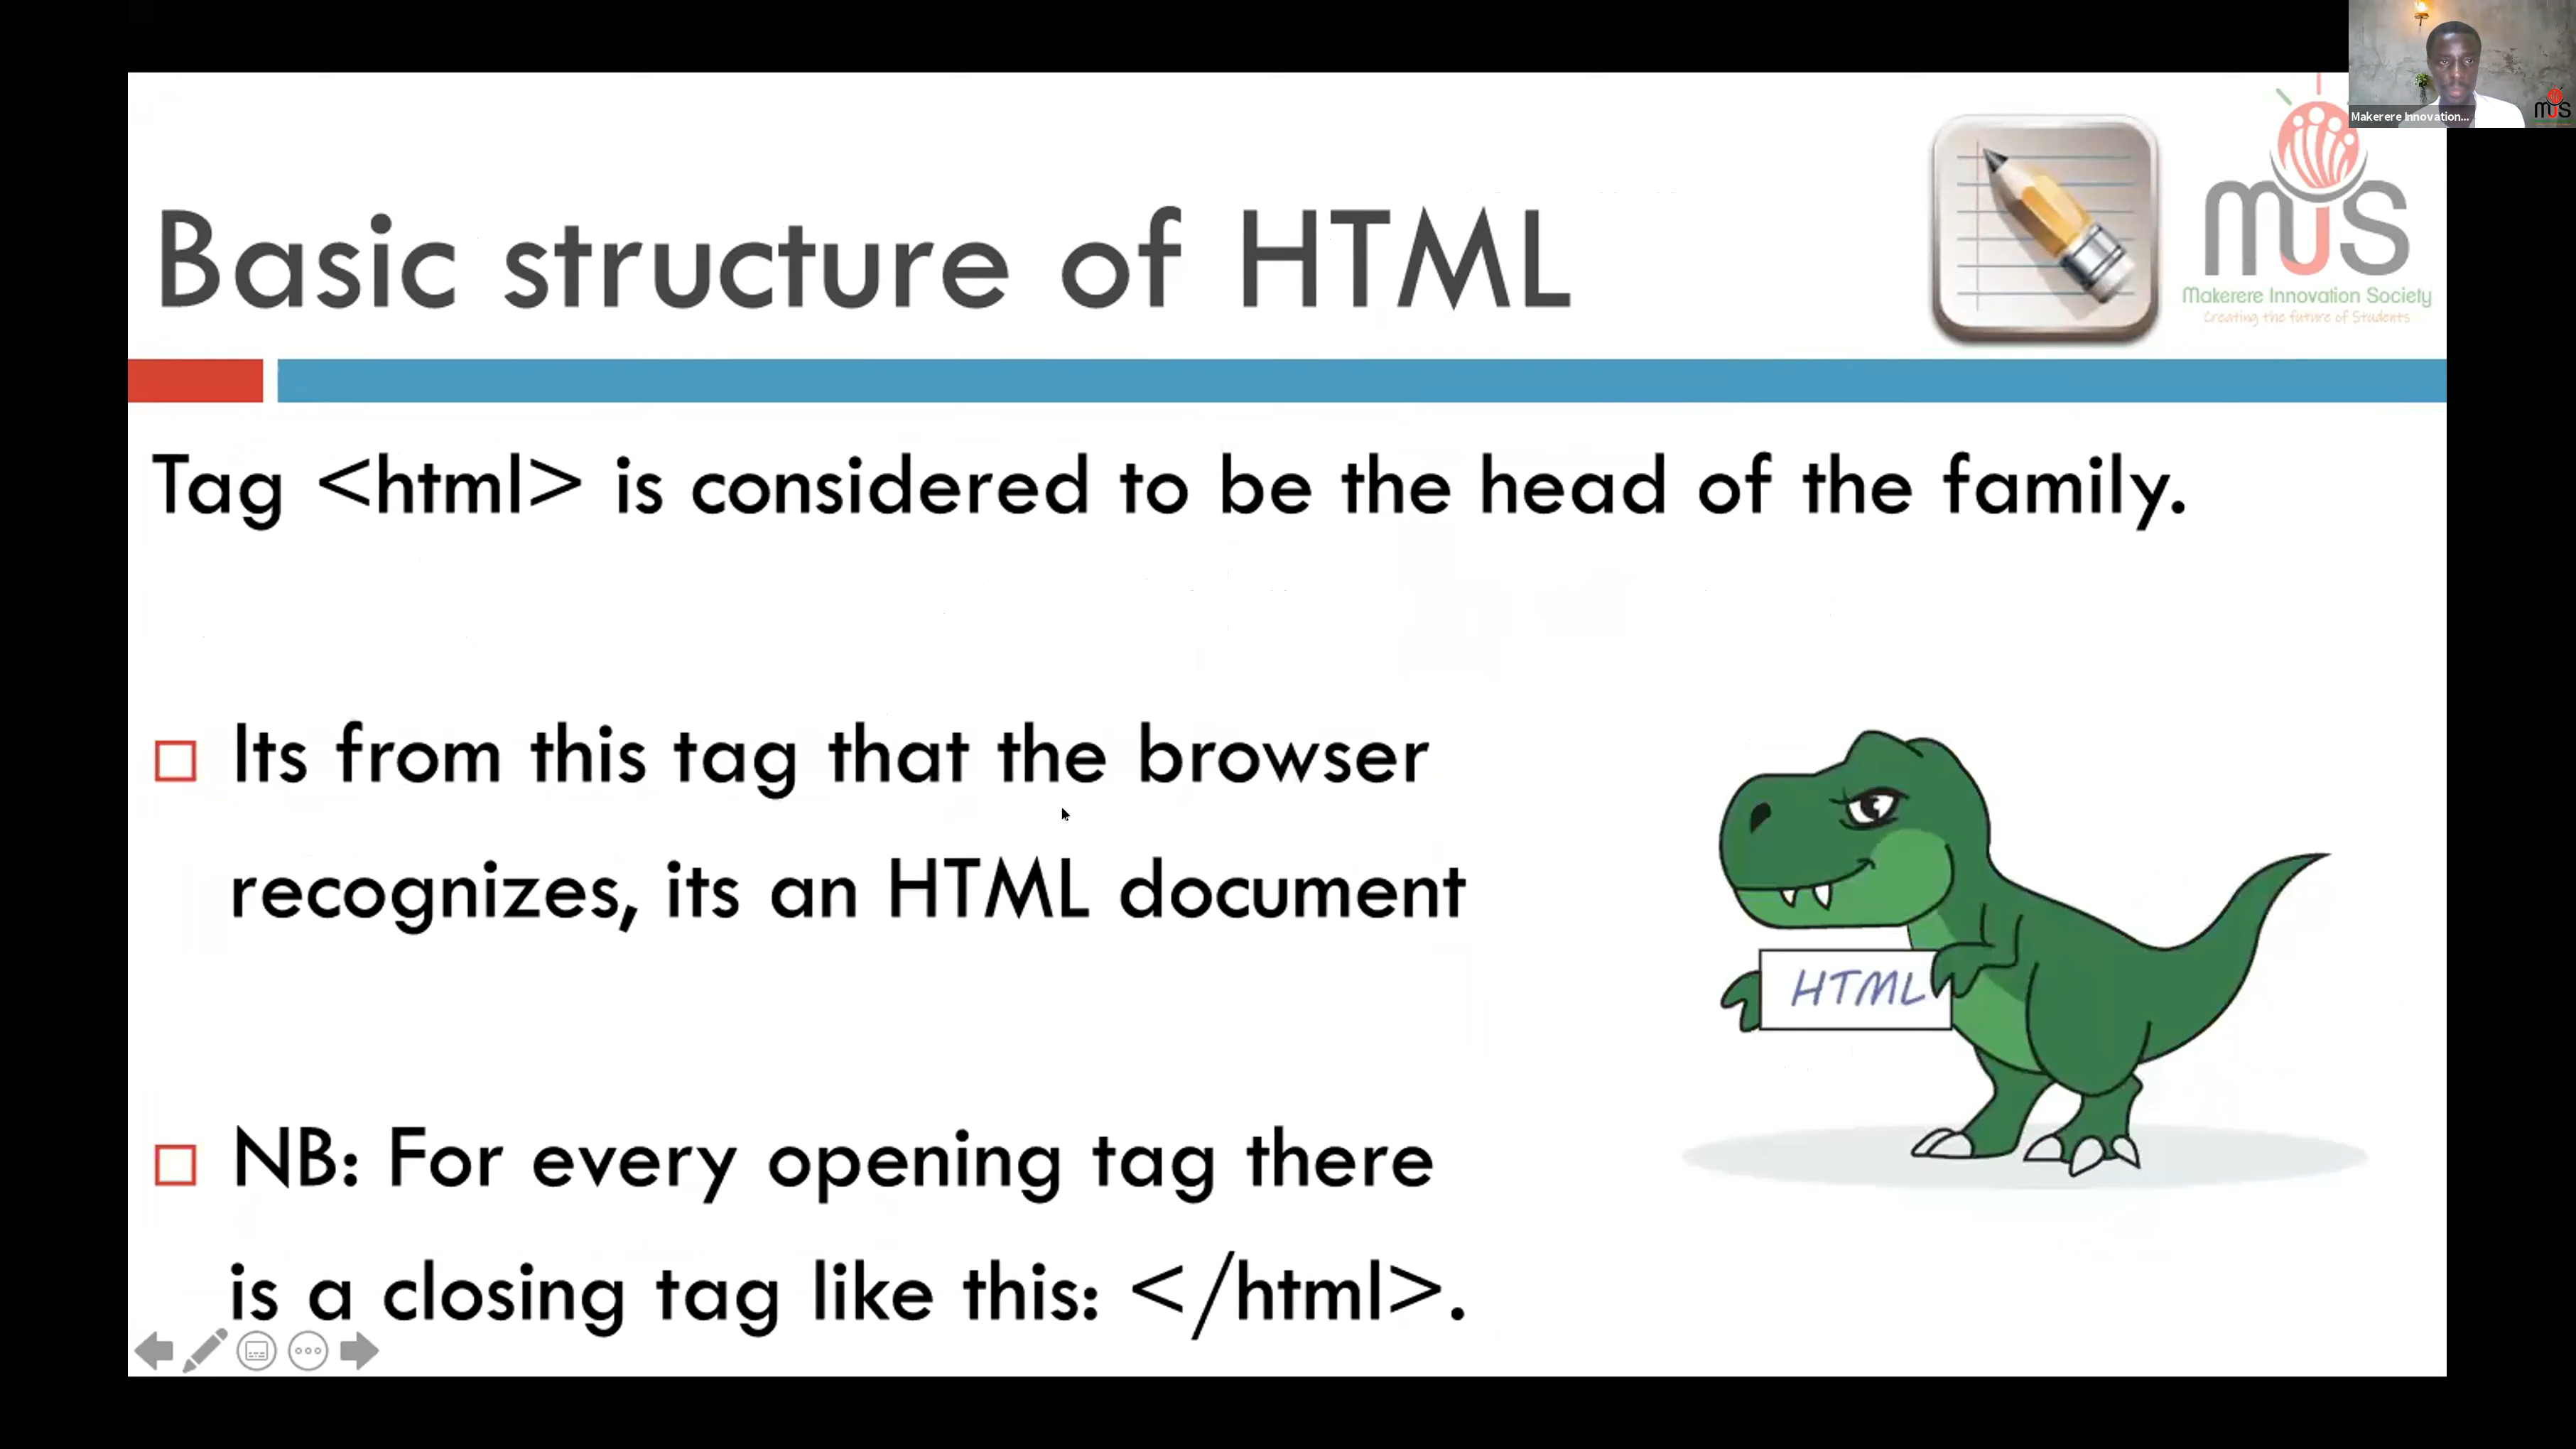 Makerere Innovation...
mis
Basic structure of HTML
mis
Makerere Innovation Society
Creating the future of Students
Tag <html> is considered to be the head of the family.
Its from this tag that the browser
recognizes, its an HTML document
HTML
NB: For every opening tag there
is a closing tag like this: </html>.